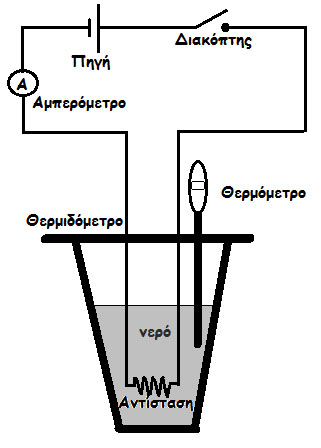 Διακόπτης
Πηγή
A
Αμπερόμετρο
Θερμόμετρο
Θερμιδόμετρο
νερό
Αντίσταση